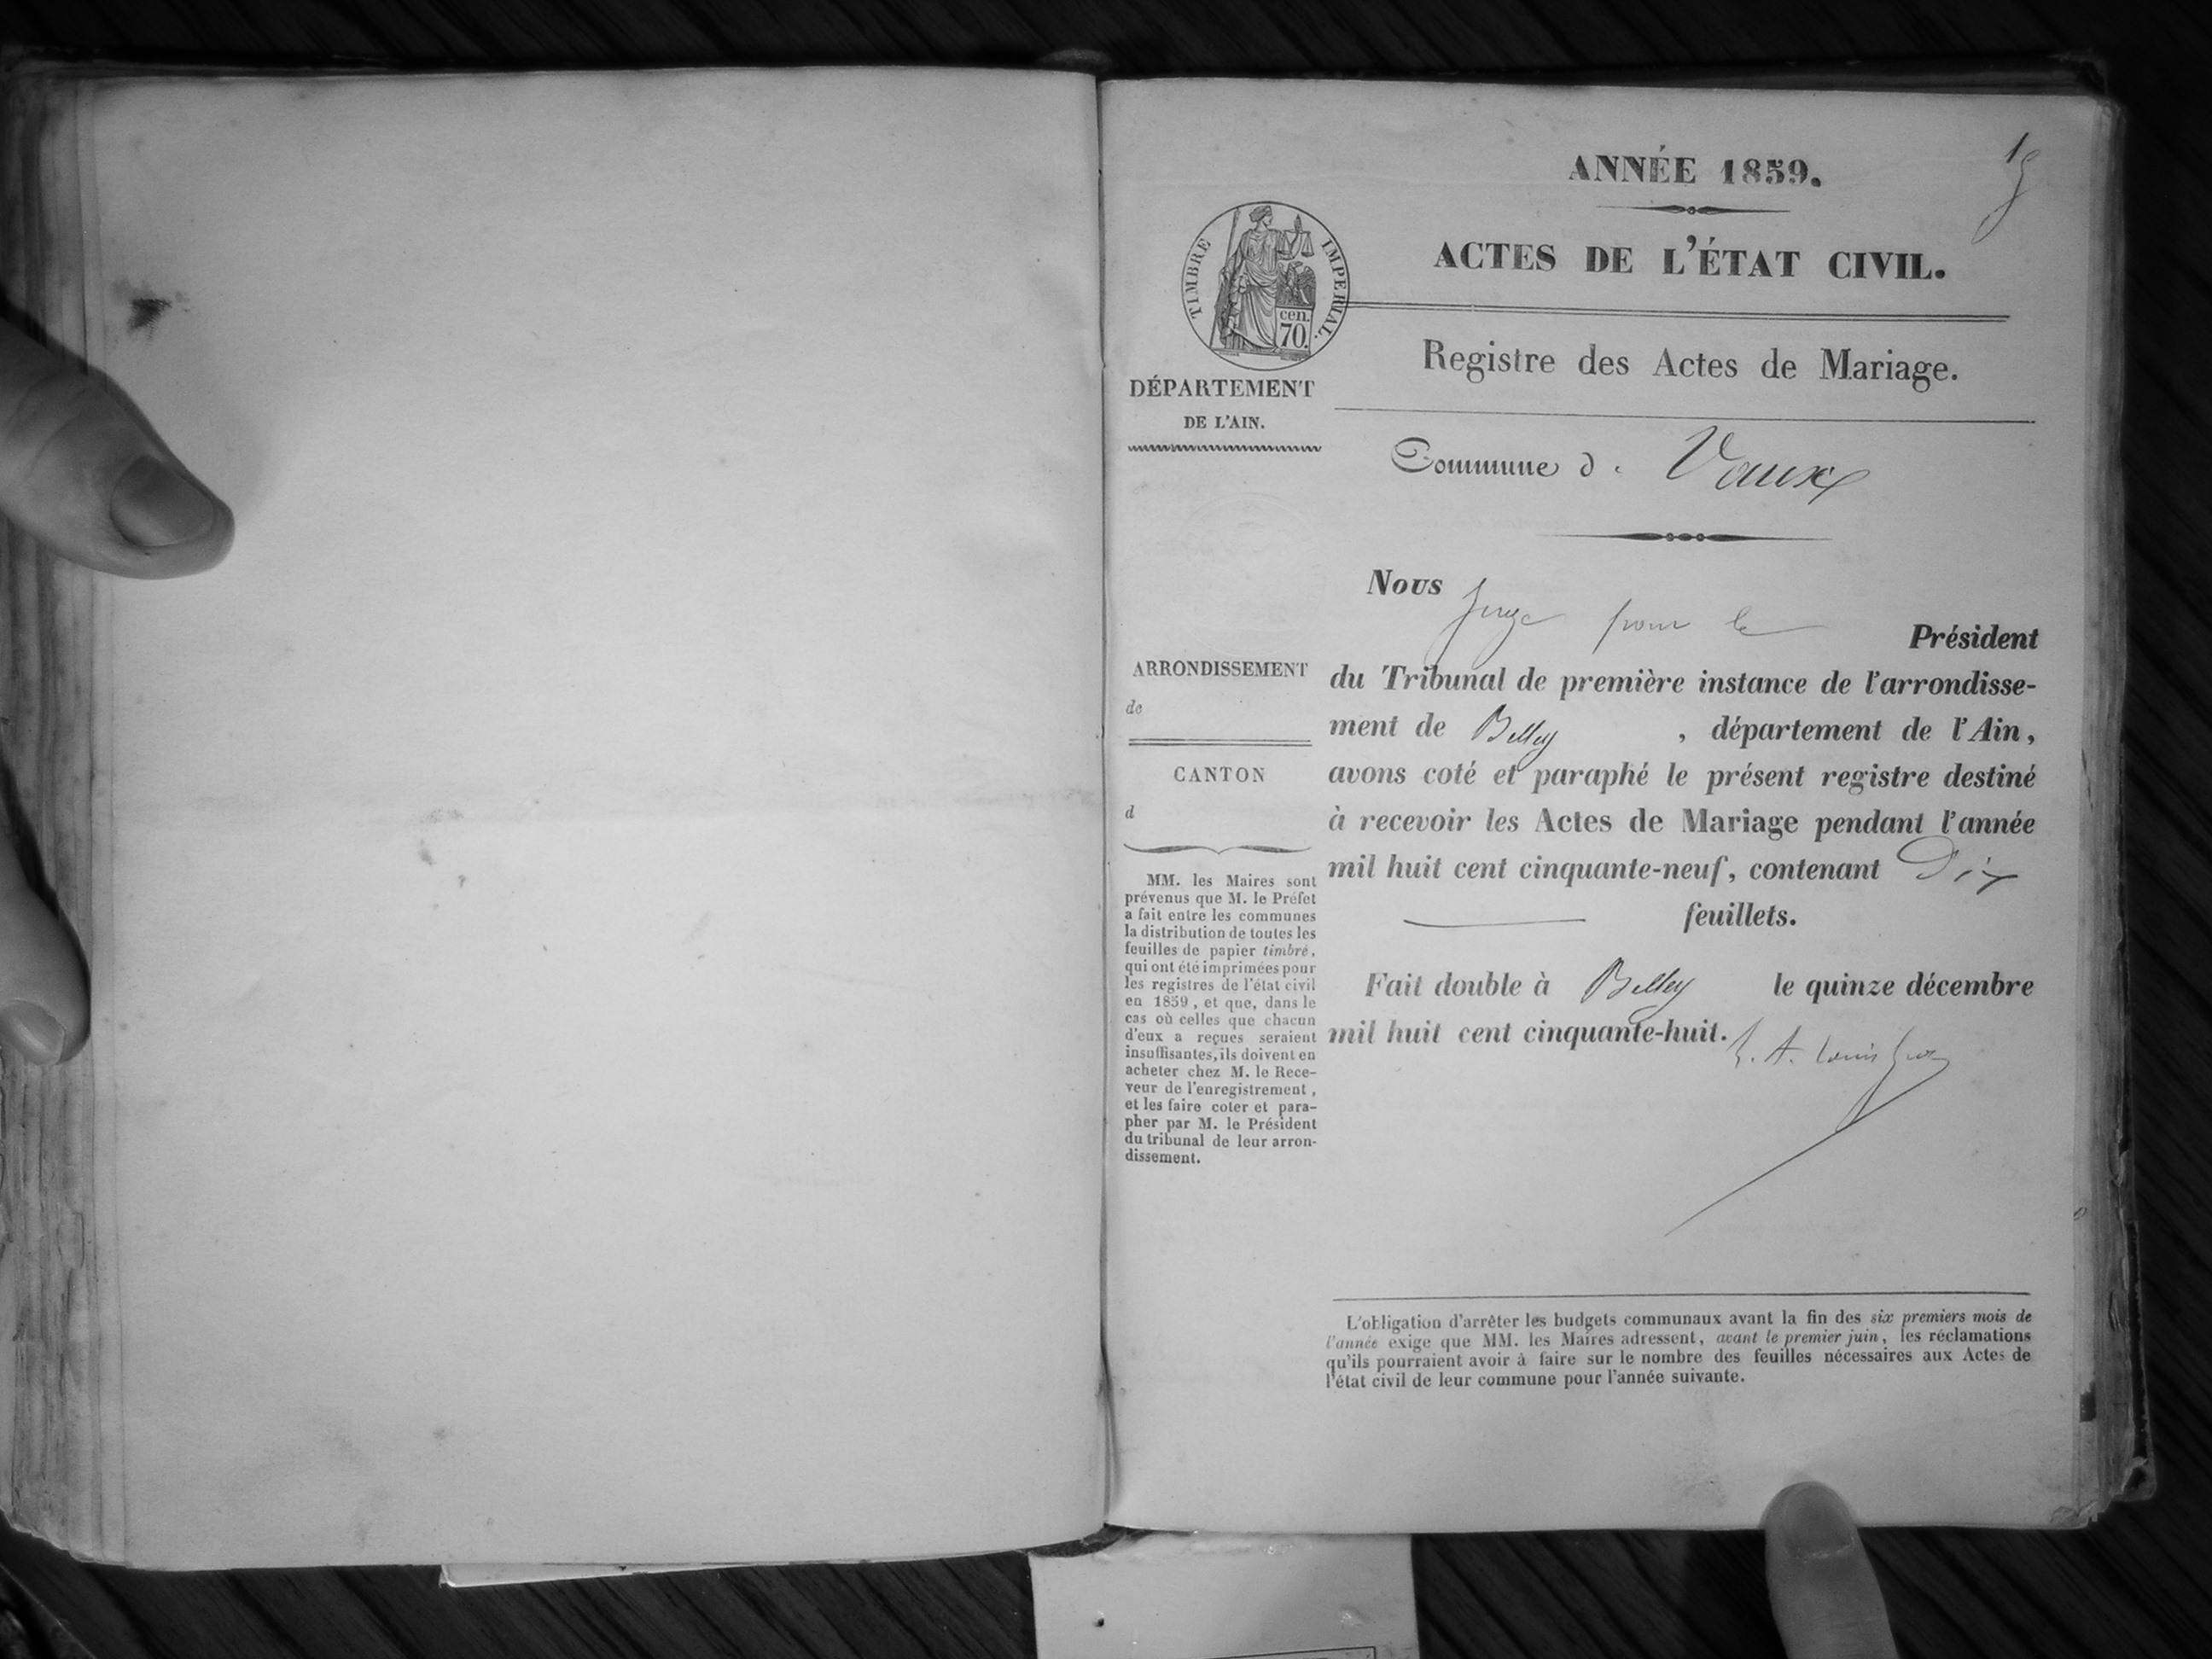 ANNÉE 1859.
1
ACTES DE L'ÉTAT CIVIL.
TIMBRE IMPERIAL.
cen.
70.
Registre des Actes de Mariage.
DÉPARTEMENT
DE L'AIN.
Commune d. Vaux
Nous Juge pour le Président
du Tribunal de première instance de l'arrondisse-
ment de Belley , département de l'Ain,
avons coté et paraphé le présent registre destiné
à recevoir les Actes de Mariage pendant l'année
mil huit cent cinquante-neuf, contenant Dix
feuillets.
Fait double à Belley le quinze décembre
mil huit cent cinquante-huit.
ARRONDISSEMENT
de
CANTON
d
MM. les Maires sont
prévenus que M. le Préfet
a fait entre les communes
la distribution de toutes les
feuilles de papier timbré,
qui ont été imprimées pour
les registres de l'état civil
en 1859, et que, dans le
cas où celles que chacun
d'eux a reçues seraient
insuffisantes, ils doivent en
acheter chez M. le Rece-
veur de l'enregistrement,
et les faire coter et para-
pher par M. le Président
du tribunal de leur arron-
dissement.
L'obligation d'arrêter les budgets communaux avant la fin des six premiers mois de
l'année exige que MM. les Maires adressent, avant le premier juin, les réclamations
qu'ils pourraient avoir à faire sur le nombre des feuilles nécessaires aux Actes de
l'état civil de leur commune pour l'année suivante.